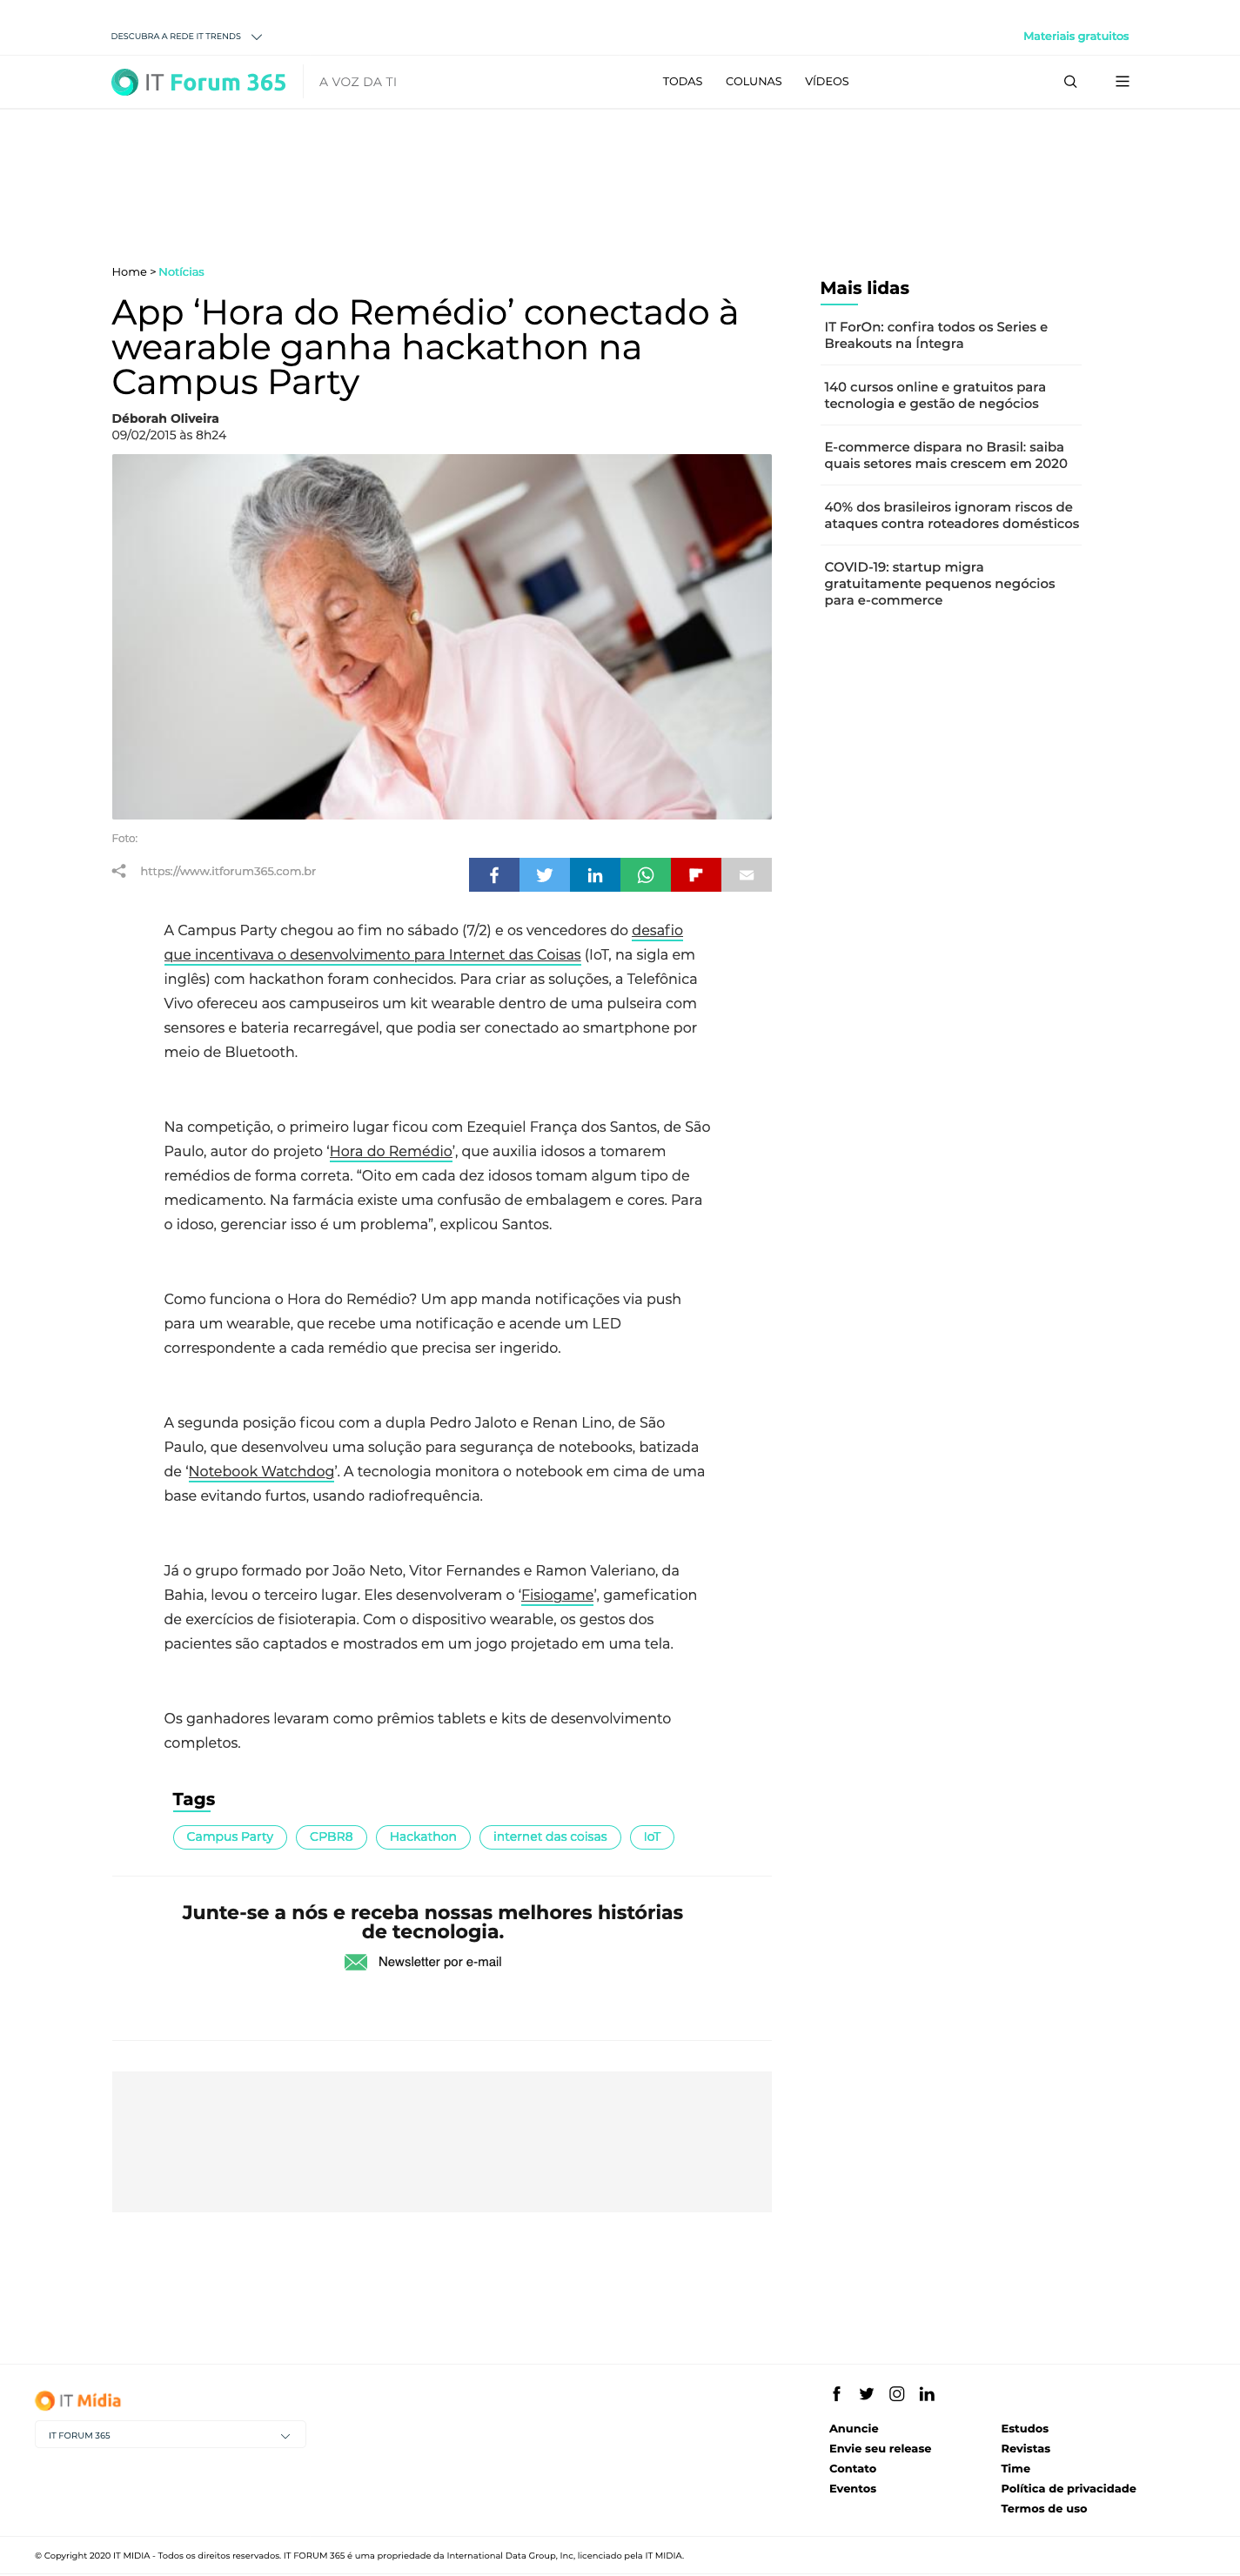 DESCUBRA A REDE IT TRENDS
Materiais gratuitos
IT Forum 365
A VOZ DA TI
TODAS
COLUNAS
VÍDEOS
Home > Notícias
App ‘Hora do Remédio’ conectado à
wearable ganha hackathon na
Campus Party
Déborah Oliveira
09/02/2015 às 8h24
Foto:
https://www.itforum365.com.br
A Campus Party chegou ao fim no sábado (7/2) e os vencedores do desafio
que incentivava o desenvolvimento para Internet das Coisas (IoT, na sigla em
inglês) com hackathon foram conhecidos. Para criar as soluções, a Telefônica
Vivo ofereceu aos campuseiros um kit wearable dentro de uma pulseira com
sensores e bateria recarregável, que podia ser conectado ao smartphone por
meio de Bluetooth.
Na competição, o primeiro lugar ficou com Ezequiel França dos Santos, de São
Paulo, autor do projeto ‘Hora do Remédio’, que auxilia idosos a tomarem
remédios de forma correta. “Oito em cada dez idosos tomam algum tipo de
medicamento. Na farmácia existe uma confusão de embalagem e cores. Para
o idoso, gerenciar isso é um problema”, explicou Santos.
Como funciona o Hora do Remédio? Um app manda notificações via push
para um wearable, que recebe uma notificação e acende um LED
correspondente a cada remédio que precisa ser ingerido.
A segunda posição ficou com a dupla Pedro Jaloto e Renan Lino, de São
Paulo, que desenvolveu uma solução para segurança de notebooks, batizada
de ‘Notebook Watchdog’. A tecnologia monitora o notebook em cima de uma
base evitando furtos, usando radiofrequência.
Já o grupo formado por João Neto, Vitor Fernandes e Ramon Valeriano, da
Bahia, levou o terceiro lugar. Eles desenvolveram o ‘Fisiogame’, gamefication
de exercícios de fisioterapia. Com o dispositivo wearable, os gestos dos
pacientes são captados e mostrados em um jogo projetado em uma tela.
Os ganhadores levaram como prêmios tablets e kits de desenvolvimento
completos.
Tags
Campus Party
CPBR8
Hackathon
internet das coisas
IoT
Junte-se a nós e receba nossas melhores histórias
de tecnologia.
Newsletter por e-mail
Mais lidas
IT ForOn: confira todos os Series e
Breakouts na Íntegra
140 cursos online e gratuitos para
tecnologia e gestão de negócios
E-commerce dispara no Brasil: saiba
quais setores mais crescem em 2020
40% dos brasileiros ignoram riscos de
ataques contra roteadores domésticos
COVID-19: startup migra
gratuitamente pequenos negócios
para e-commerce
IT Mídia
IT FORUM 365
Anuncie
Envie seu release
Contato
Eventos
Estudos
Revistas
Time
Política de privacidade
Termos de uso
© Copyright 2020 IT MIDIA - Todos os direitos reservados. IT FORUM 365 é uma propriedade da International Data Group, Inc, licenciado pela IT MIDIA.